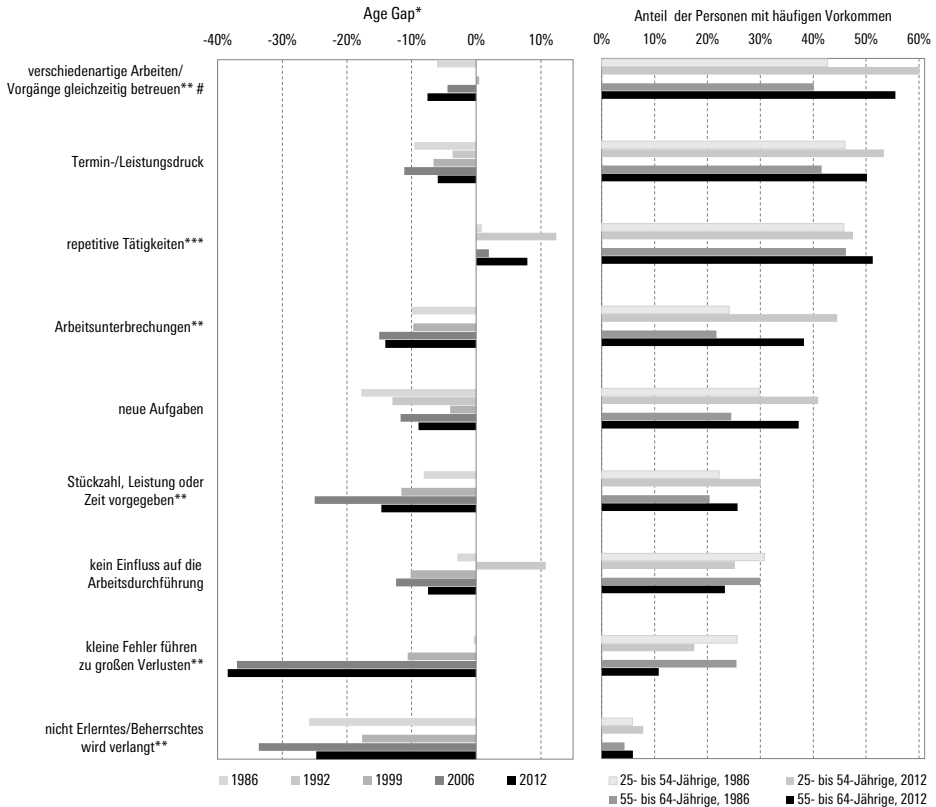 Age Gap*
Anteil der Personen mit häufigen Vorkommen
-40% -30% -20% -10% 0% 10%
0% 10% 20% 30% 40% 50% 60%
verschiedenartige Arbeiten/
Vorgänge gleichzeitig betreuen** #
Termin-/Leistungsdruck
repetitive Tätigkeiten***
Arbeitsunterbrechungen**
neue Aufgaben
Stückzahl, Leistung oder
Zeit vorgegeben**
kein Einfluss auf die
Arbeitsdurchführung
kleine Fehler führen
zu großen Verlusten**
nicht Erlerntes/Beherrschtes
wird verlangt**
1986 1992 1999 2006 2012
25- bis 54-Jährige, 1986 25- bis 54-Jährige, 2012
55- bis 64-Jährige, 1986 55- bis 64-Jährige, 2012